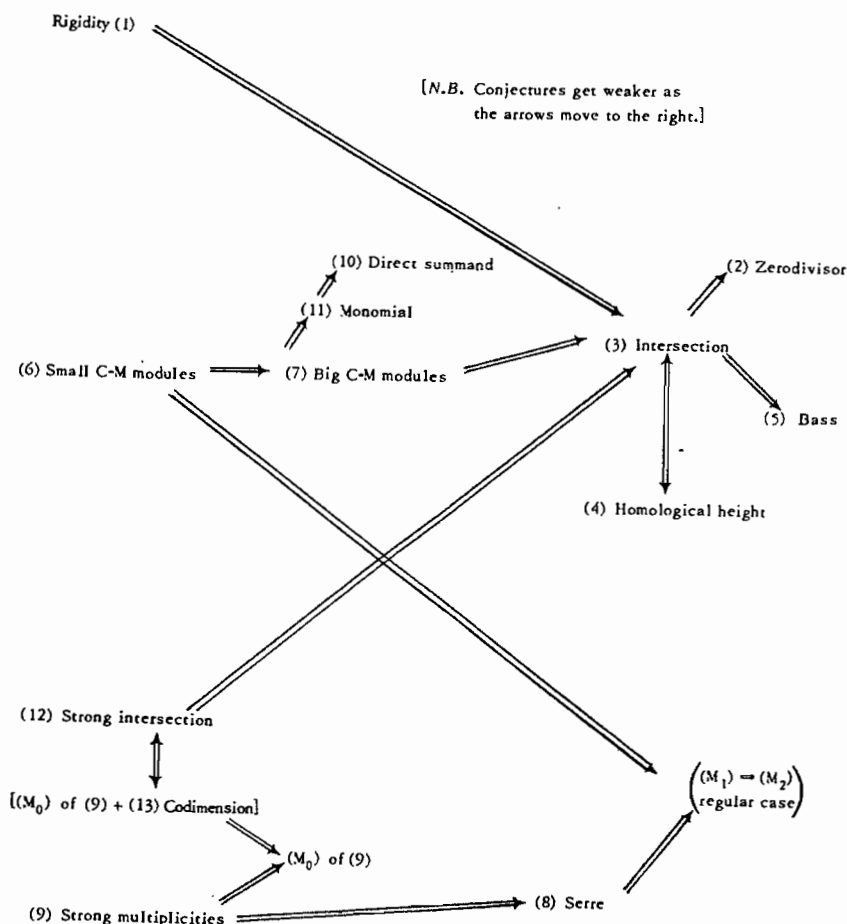 Rigidity (1)
[N.B. Conjectures get weaker as
the arrows move to the right.]
(10) Direct summand
(2) Zerodivisor
(11) Monomial
(3) Intersection
(6) Small C-M modules
(7) Big C-M modules
(5) Bass
(4) Homological height
(12) Strong intersection
(M₁) ⇒ (M₂)
regular case
[(M₀) of (9) + (13) Codimension]
(M₀) of (9)
(8) Serre
(9) Strong multiplicities